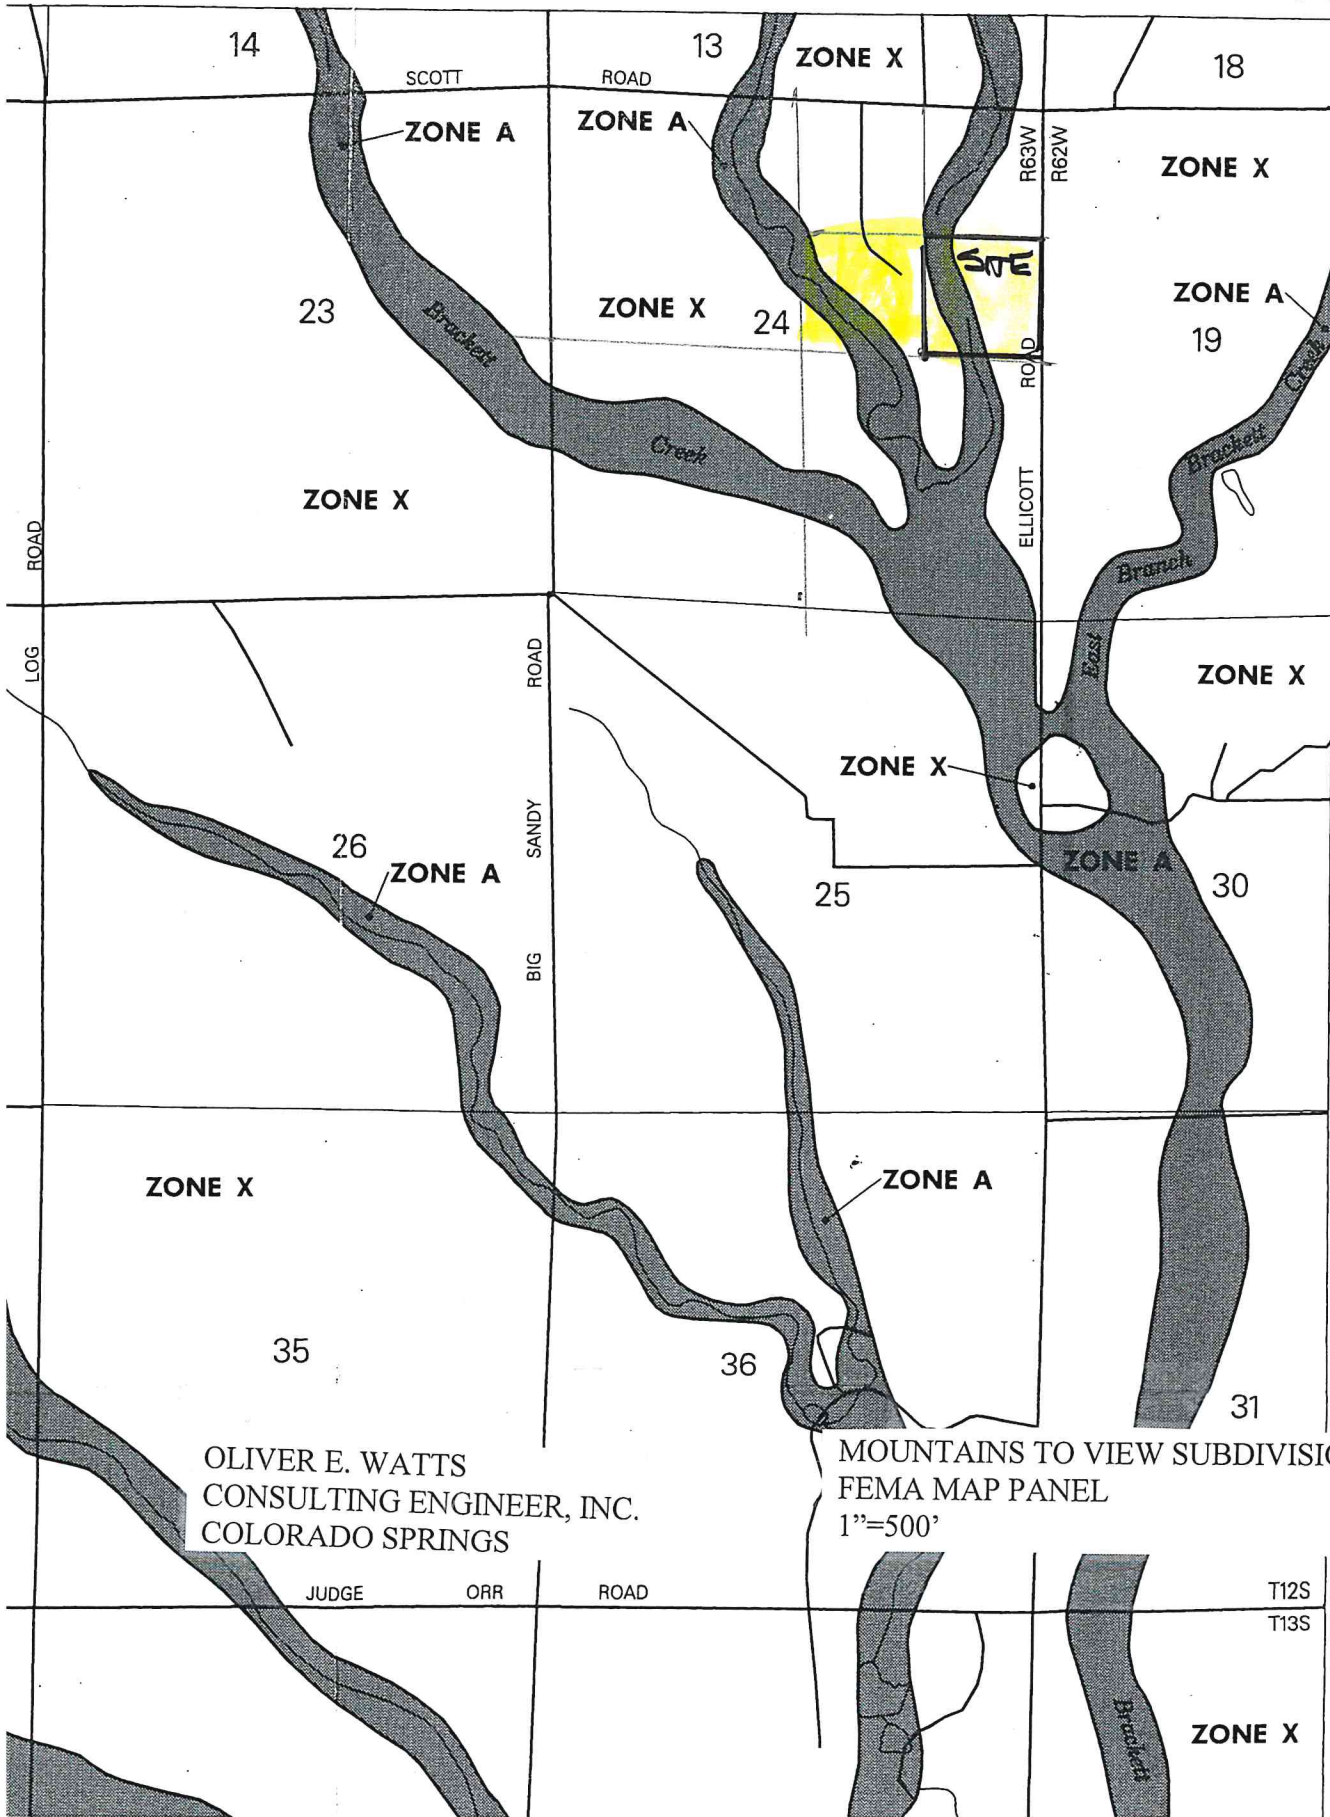 14
13
ZONE X
18
SCOTT ROAD
ZONE A
ZONE A
R63W
R62W
ZONE X
SITE
23
ZONE X
24
ZONE A
19
Brackett
Creek
ROAD
ELLICOTT
Creek
Brackett
Branch
East
ZONE X
ROAD
LOG
ROAD
SANDY
BIG
ZONE X
ZONE X
26
ZONE A
25
ZONE A
30
ZONE X
ZONE A
35
36
31
OLIVER E. WATTS
CONSULTING ENGINEER, INC.
COLORADO SPRINGS
MOUNTAINS TO VIEW SUBDIVISI
FEMA MAP PANEL
1”=500’
JUDGE ORR ROAD
T12S
T13S
Brackett
ZONE X